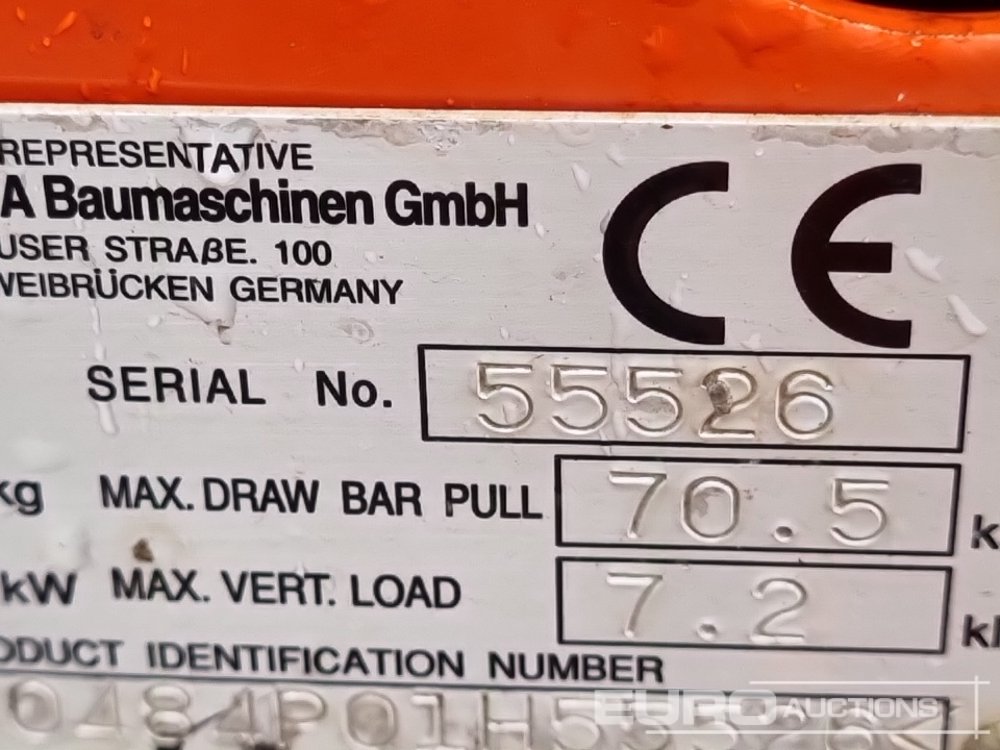 REPRESENTATIVE
A Baumaschinen GmbH
USER STRAßE. 100
WEIBRÜCKEN GERMANY
CE
SERIAL No. 55526
kg MAX. DRAW BAR PULL 70.5 k
kW MAX. VERT. LOAD 7.2 k
ODUCT IDENTIFICATION NUMBER
0484P01H55526
EURO AUCTIONS